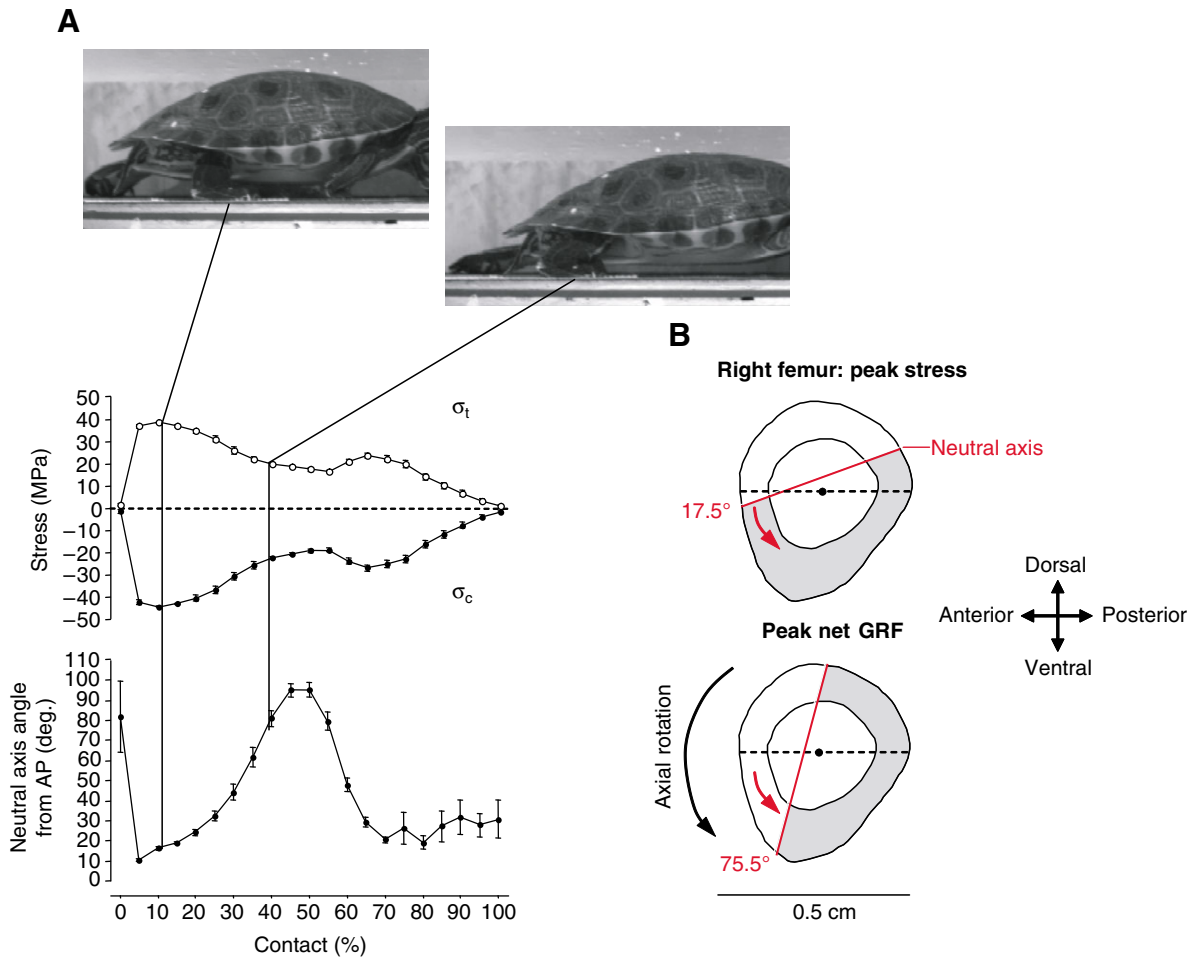 A
50
40
30
20
10
0
–10
–20
–30
–40
–50
Stress (MPa)
σt
σc
110
100
90
80
70
60
50
40
30
20
10
0
Neutral axis angle
from AP (deg.)
0 10 20 30 40 50 60 70 80 90 100
Contact (%)
B
Right femur: peak stress
Neutral axis
17.5°
Peak net GRF
Axial rotation
75.5°
0.5 cm
Dorsal
Anterior
Posterior
Ventral